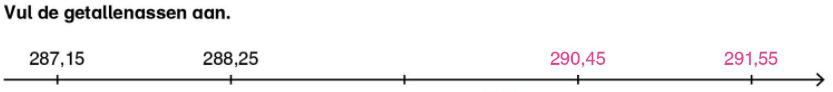 Vul de getallenassen aan.
287,15 288,25 290,45 291,55